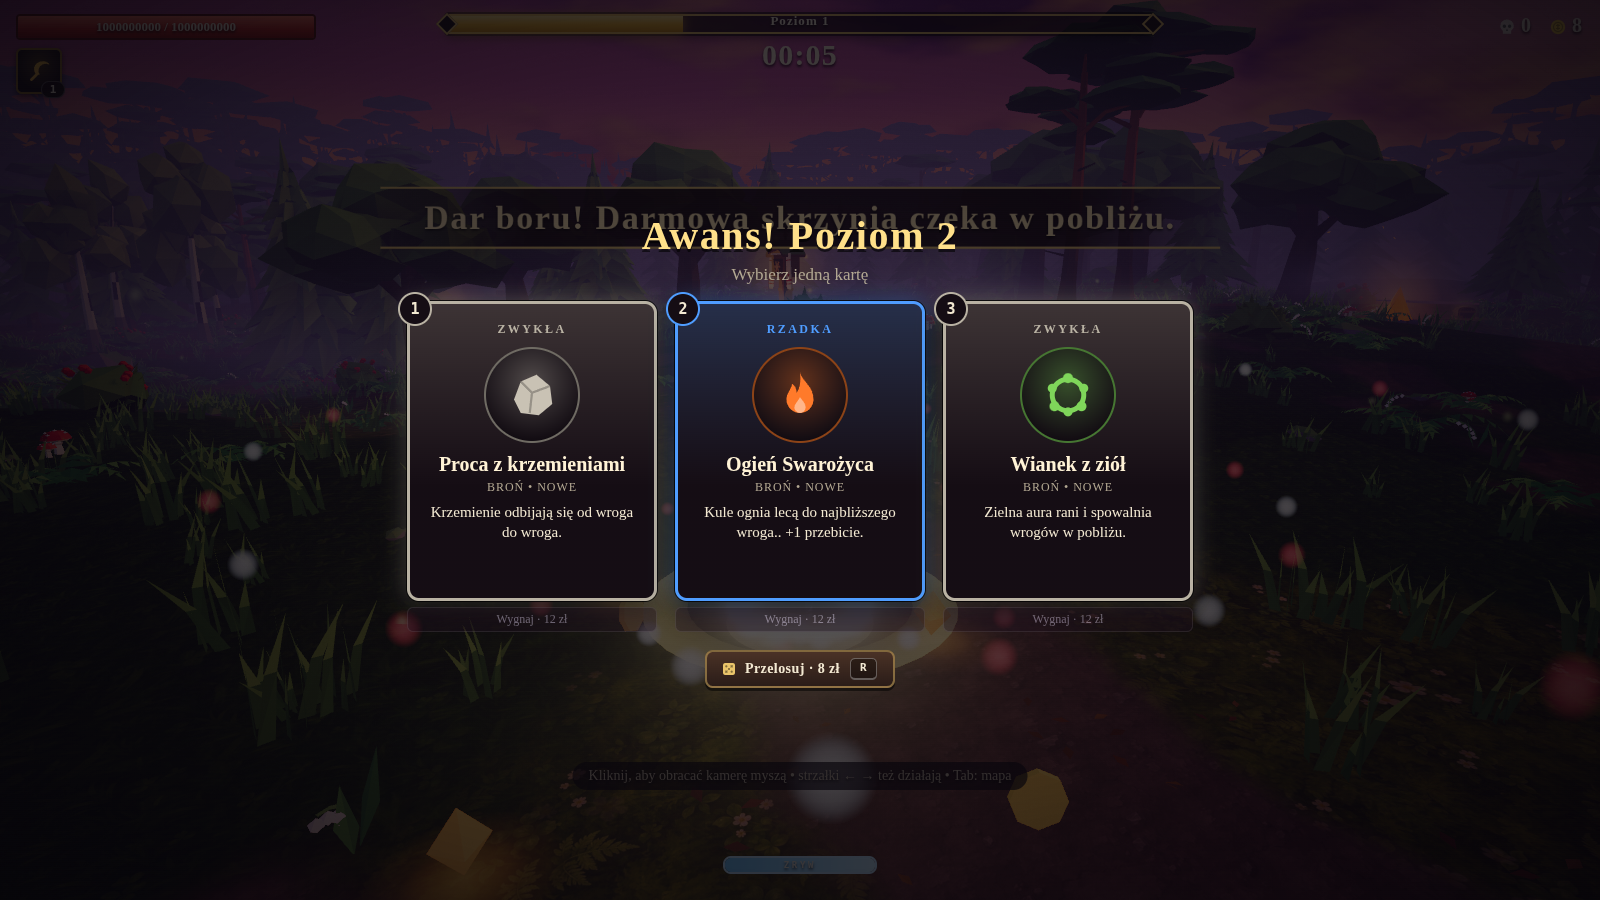 1000000000 / 1000000000
Poziom 1
0
8
00:05
1
Dar boru! Darmowa skrzynia czeka w pobliżu.
Awans! Poziom 2
Wybierz jedną kartę
1
ZWYKŁA
Proca z krzemieniami
BROŃ • NOWE
Krzemienie odbijają się od wroga
do wroga.
Wygnaj · 12 zł
2
RZADKA
Ogień Swarożyca
BROŃ • NOWE
Kule ognia lecą do najbliższego
wroga.. +1 przebicie.
Wygnaj · 12 zł
3
ZWYKŁA
Wianek z ziół
BROŃ • NOWE
Zielna aura rani i spowalnia
wrogów w pobliżu.
Wygnaj · 12 zł
Przelosuj · 8 zł R
Kliknij, aby obracać kamerę myszą • strzałki ← → też działają • Tab: mapa